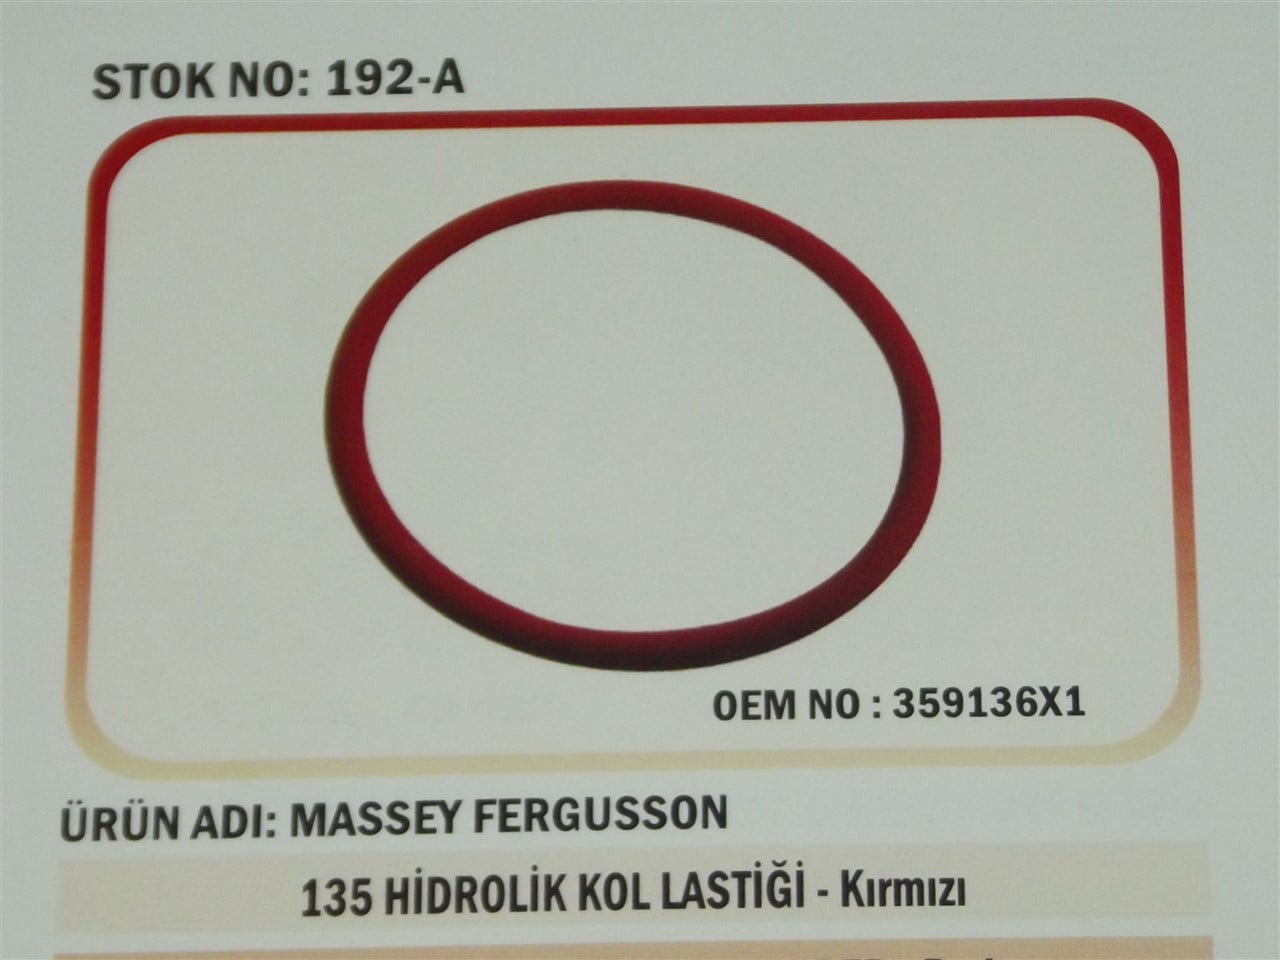 STOK NO: 192-A
OEM NO : 359136X1
ÜRÜN ADI: MASSEY FERGUSSON
135 HİDROLİK KOL LASTİĞİ - Kırmızı